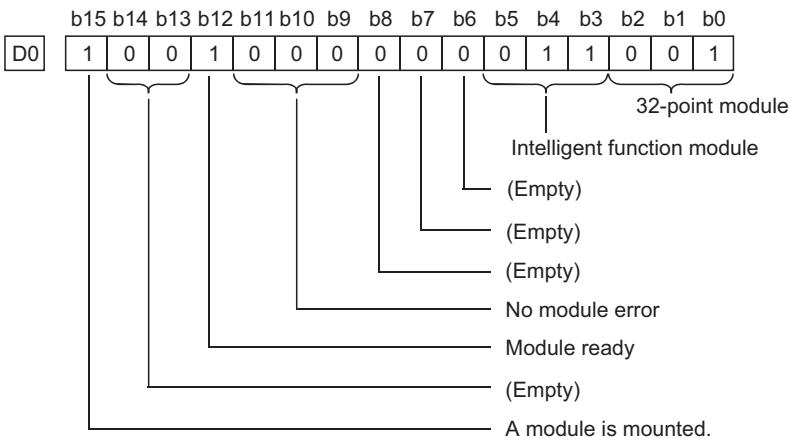 b15 b14 b13 b12 b11 b10 b9 b8 b7 b6 b5 b4 b3 b2 b1 b0
D0 1 0 0 1 0 0 0 0 0 0 0 1 1 0 0 1
32-point module
Intelligent function module
(Empty)
(Empty)
(Empty)
No module error
Module ready
(Empty)
A module is mounted.